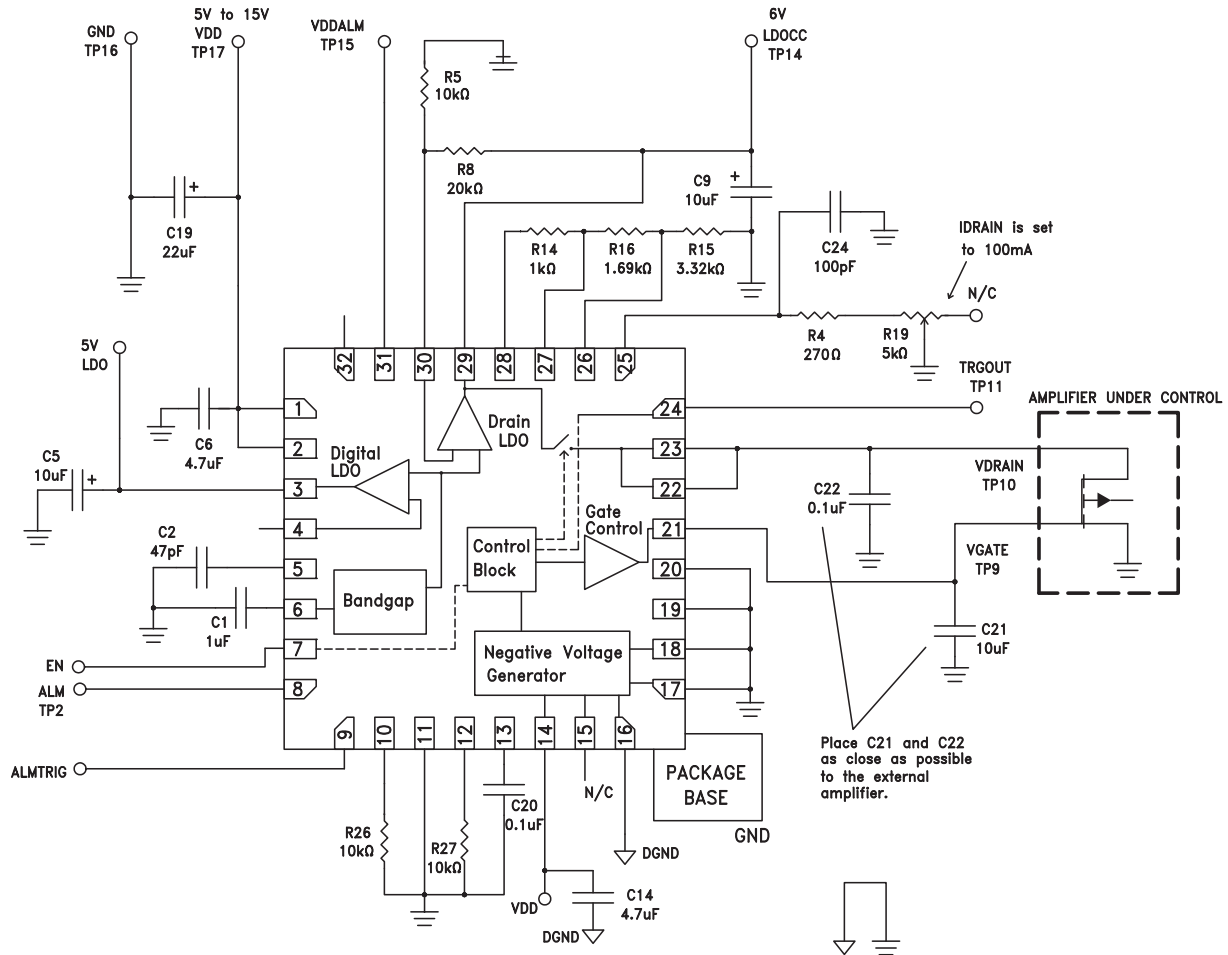 GND
TP16
5V to 15V
VDD
TP17
VDDALM
TP15
6V
LDOCC
TP14
R5
10kΩ
R8
20kΩ
C19
22uF
C9
10uF
R14
1kΩ
R16
1.69kΩ
R15
3.32kΩ
C24
100pF
IDRAIN is set
to 100mA
N/C
R4
270Ω
R19
5kΩ
5V
LDO
32
31
30
29
28
27
26
25
TRGOUT
TP11
AMPLIFIER UNDER CONTROL
C6
4.7uF
C5
10uF
C2
47pF
C1
1uF
1
2
3
4
5
6
7
8
Digital
LDO
Drain
LDO
Gate
Control
Control
Block
Bandgap
Negative Voltage
Generator
24
23
22
21
20
19
18
17
VDRAIN
TP10
C22
0.1uF
VGATE
TP9
C21
10uF
EN
ALM
TP2
ALMTRIG
9
10
11
12
13
14
15
16
Place C21 and C22
as close as possible
to the external
amplifier.
PACKAGE
BASE
GND
N/C
C20
0.1uF
R26
10kΩ
R27
10kΩ
DGND
VDD
C14
4.7uF
DGND